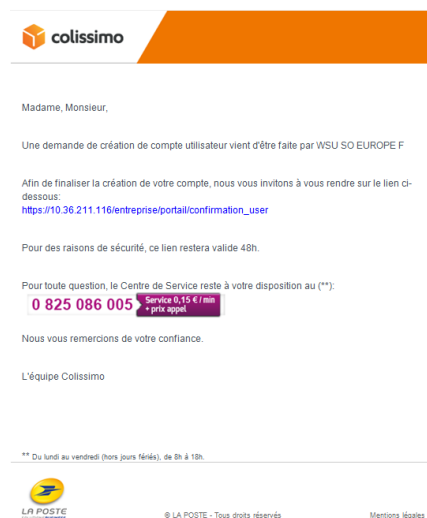 colissimo
Madame, Monsieur,
Une demande de création de compte utilisateur vient d'être faite par WSU SO EUROPE F
Afin de finaliser la création de votre compte, nous vous invitons à vous rendre sur le lien ci-
dessous:
https://10.36.211.116/entreprise/portail/confirmation_user
Pour des raisons de sécurité, ce lien restera valide 48h.
Pour toute question, le Centre de Service reste à votre disposition au (**):
0 825 086 005 Service 0,15 € / min
+ prix appel
Nous vous remercions de votre confiance.
L'équipe Colissimo
** Du lundi au vendredi (hors jours fériés), de 8h à 18h.
LA POSTE
© LA POSTE - Tous droits réservés Mentions légales